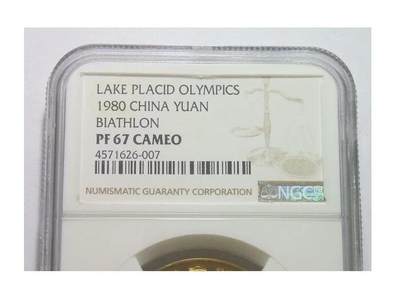 LAKE PLACID OLYMPICS
1980 CHINA YUAN
BIATHLON
PF 67 CAMEO
4571626-007
NUMISMATIC GUARANTY CORPORATION
NGC